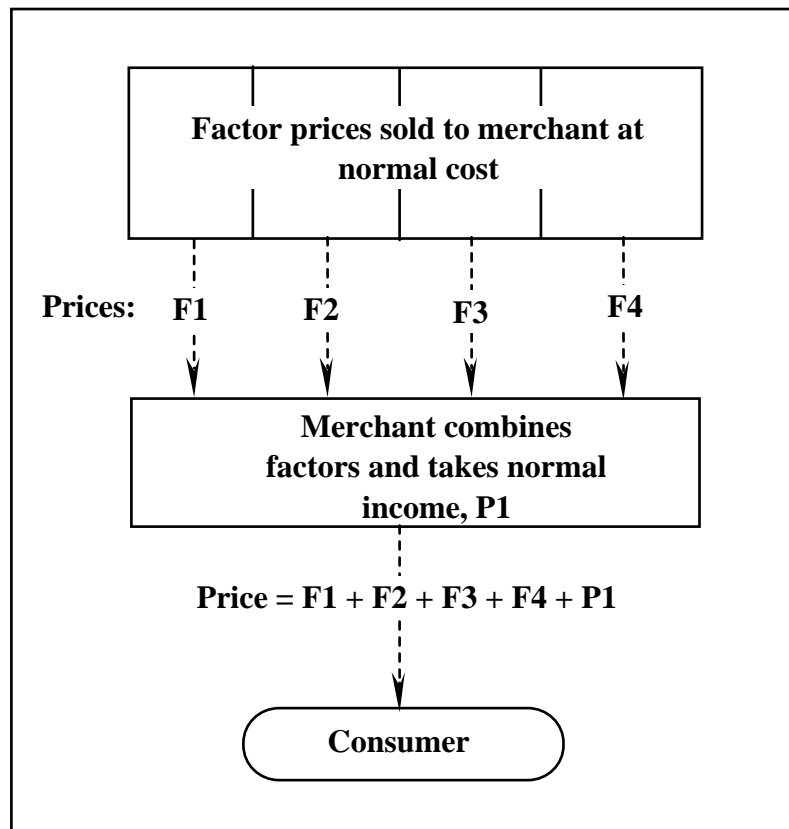 Factor prices sold to merchant at
normal cost
Prices: F1 F2 F3 F4
Merchant combines
factors and takes normal
income, P1
Price = F1 + F2 + F3 + F4 + P1
Consumer